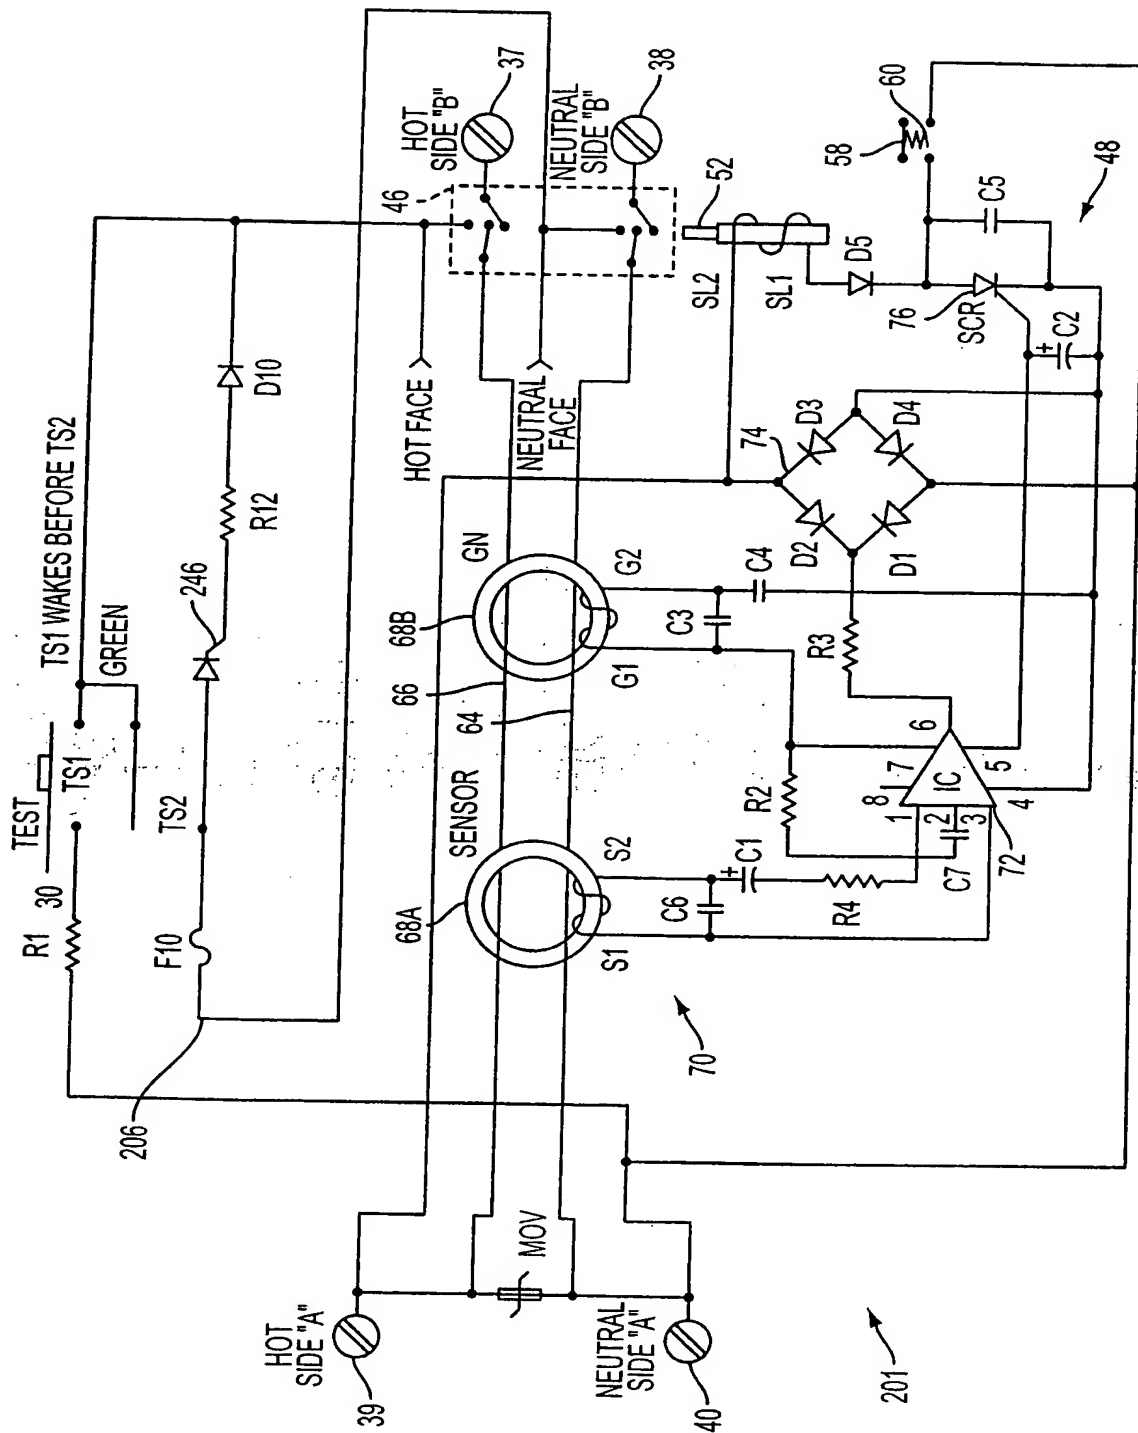 TS1 WAKES BEFORE TS2
TEST
30
TS1
GREEN
R1
F10
TS2
246
R12
D10
206
HOT
SIDE "B"
37
46
NEUTRAL
SIDE "B"
38
HOT FACE
NEUTRAL
FACE
SENSOR
68A
GN
68B
66
64
S1
S2
G1
G2
HOT
SIDE "A"
39
MOV
NEUTRAL
SIDE "A"
40
C6
C1
+
R4
C7
R2
C3
C4
R3
IC
1
2
3
4
5
6
7
8
72
70
74
D1
D2
D3
D4
SL2
SL1
52
D5
76
SCR
C2
+
C5
58
60
48
201